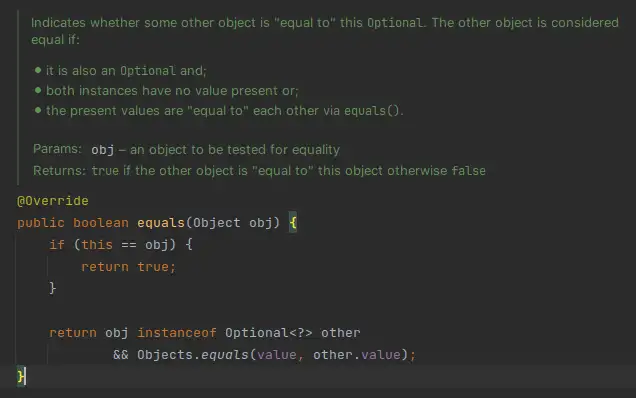 Indicates whether some other object is "equal to" this Optional. The other object is considered
equal if:
• it is also an Optional and;
• both instances have no value present or;
• the present values are "equal to" each other via equals().
Params: obj – an object to be tested for equality
Returns: true if the other object is "equal to" this object otherwise false
@Override
public boolean equals(Object obj) {
    if (this == obj) {
        return true;
    }
    return obj instanceof Optional<?> other
            && Objects.equals(value, other.value);
}